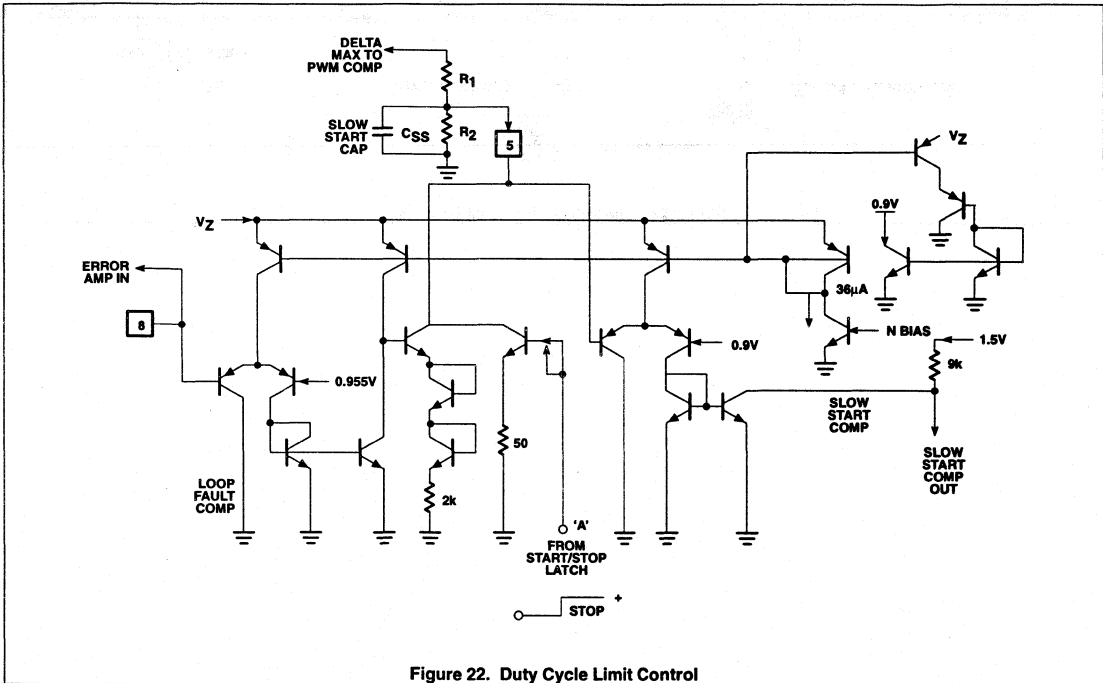 DELTA
MAX TO
PWM COMP
R1
SLOW
START
CAP
CSS
R2
5
VZ
VZ
0.9V
ERROR
AMP IN
36μA
8
N BIAS
0.9V
1.5V
0.955V
9k
SLOW
START
COMP
50
SLOW
START
COMP
OUT
LOOP
FAULT
COMP
2k
'A'
FROM
START/STOP
LATCH
+
STOP
Figure 22. Duty Cycle Limit Control